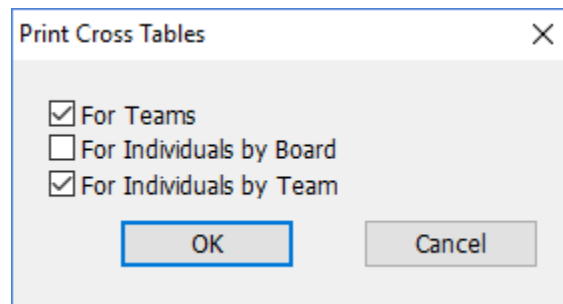 Print Cross Tables
For Teams
For Individuals by Board
For Individuals by Team
OK Cancel